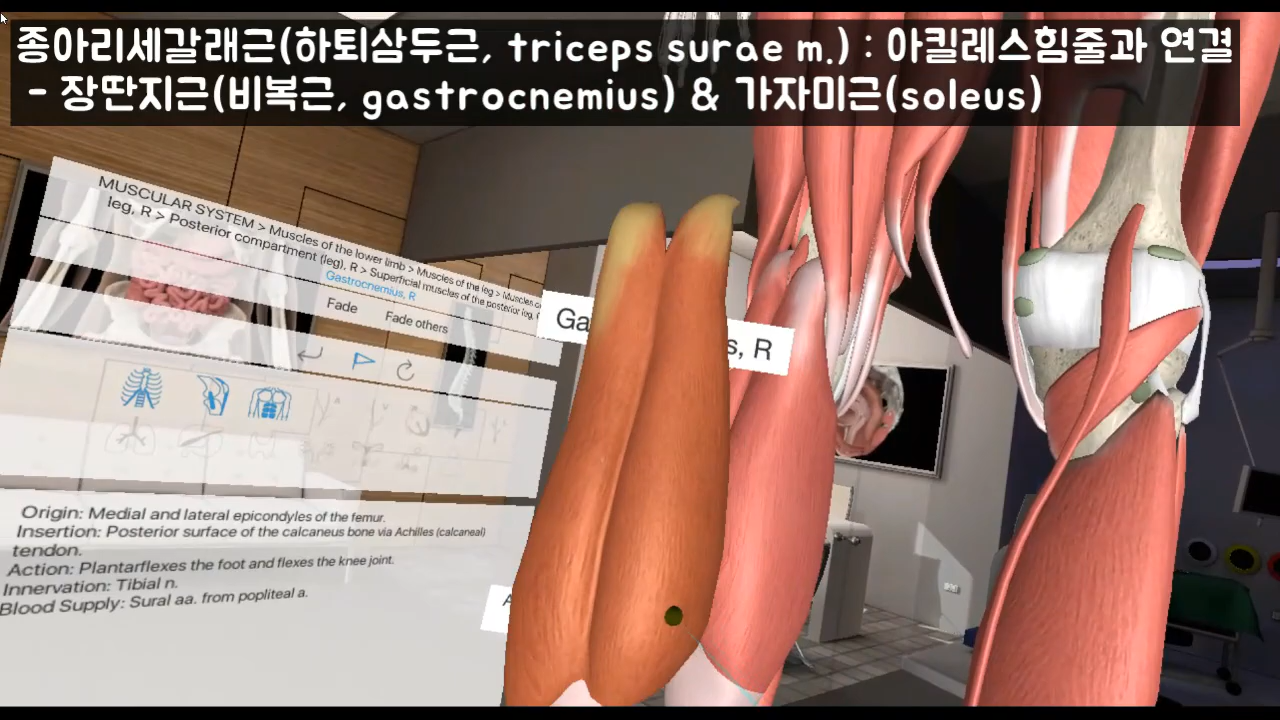 종아리세갈래근(하퇴삼두근, triceps surae m.) : 아킬레스힘줄과 연결
- 장딴지근(비복근, gastrocnemius) & 가자미근(soleus)
MUSCULAR SYSTEM > Muscles of the lower limb > Muscles of the leg > Muscles
leg, R > Posterior compartment (leg), R > Superficial muscles of the posterior leg,
Gastrocnemius, R
Fade
Fade others
Ga
s, R
Origin: Medial and lateral epicondyles of the femur.
Insertion: Posterior surface of the calcaneus bone via Achilles (calcaneal)
tendon.
Action: Plantarflexes the foot and flexes the knee joint.
Innervation: Tibial n.
Blood Supply: Sural aa. from popliteal a.